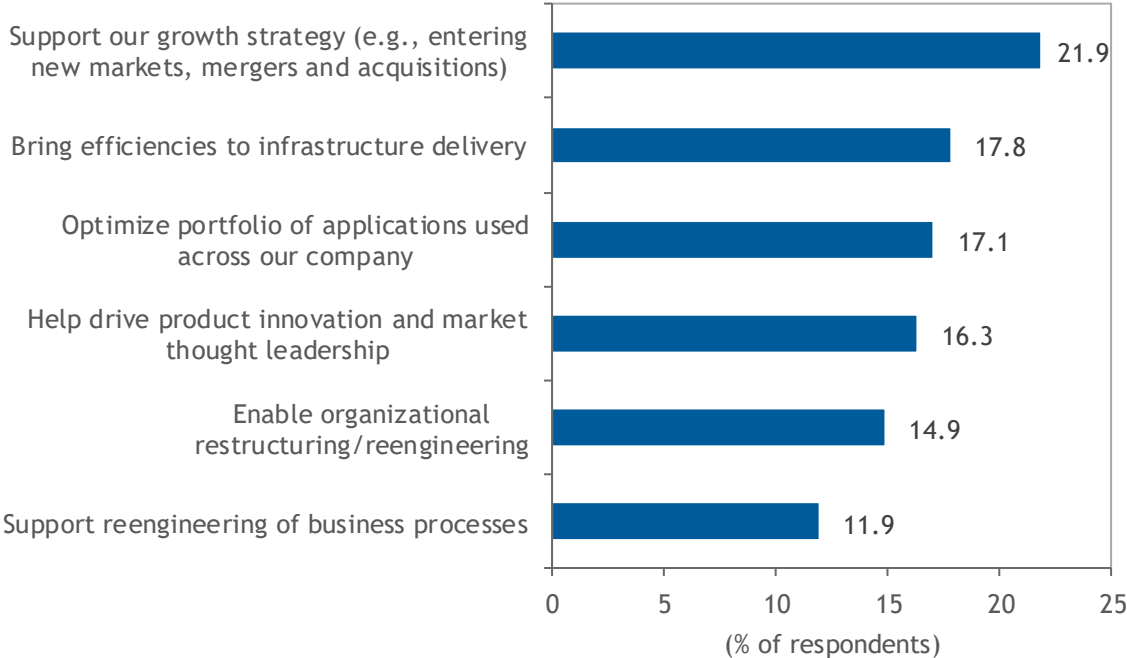 Support our growth strategy (e.g., entering
new markets, mergers and acquisitions)
21.9
Bring efficiencies to infrastructure delivery
17.8
Optimize portfolio of applications used
across our company
17.1
Help drive product innovation and market
thought leadership
16.3
Enable organizational
restructuring/reengineering
14.9
Support reengineering of business processes
11.9
0 5 10 15 20 25
(% of respondents)